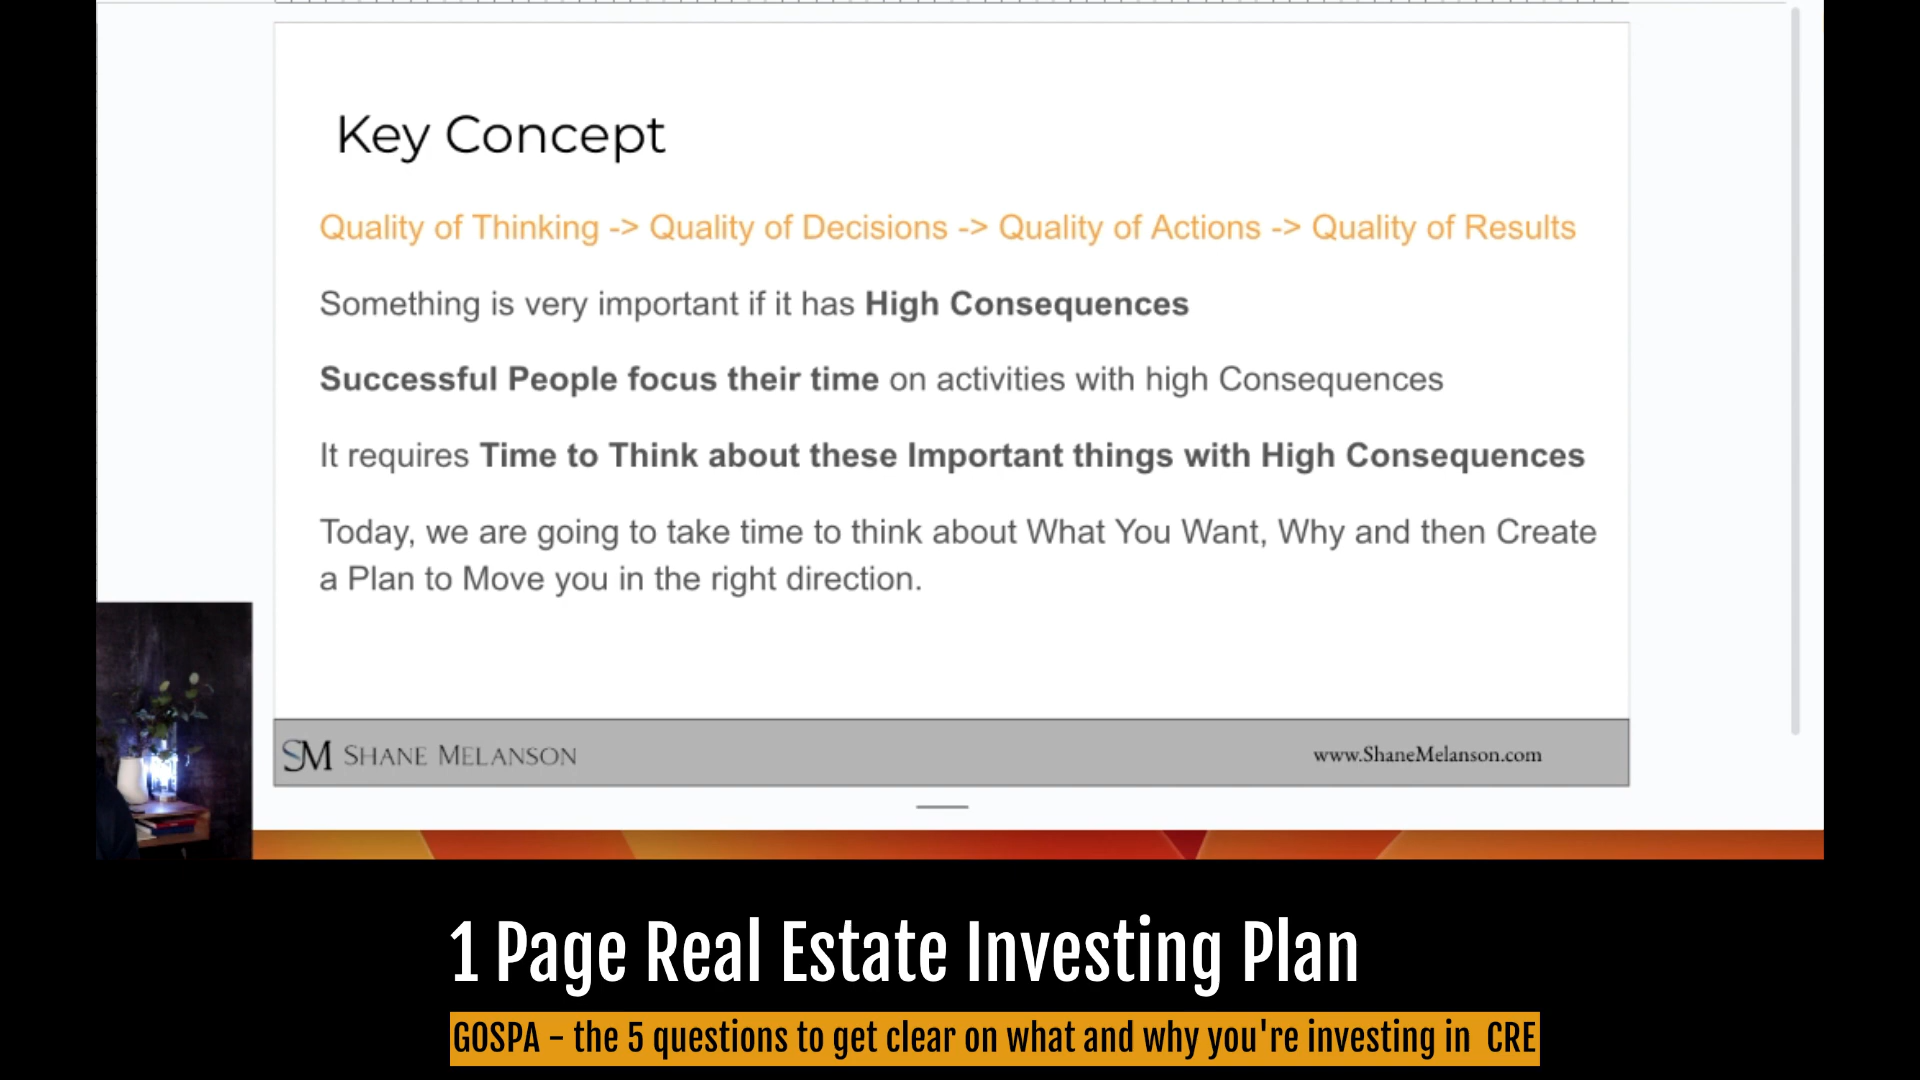 Key Concept
Quality of Thinking -> Quality of Decisions -> Quality of Actions -> Quality of Results
Something is very important if it has High Consequences
Successful People focus their time on activities with high Consequences
It requires Time to Think about these Important things with High Consequences
Today, we are going to take time to think about What You Want, Why and then Create
a Plan to Move you in the right direction.
SM SHANE MELANSON
www.ShaneMelanson.com
1 Page Real Estate Investing Plan
GOSPA - the 5 questions to get clear on what and why you're investing in CRE